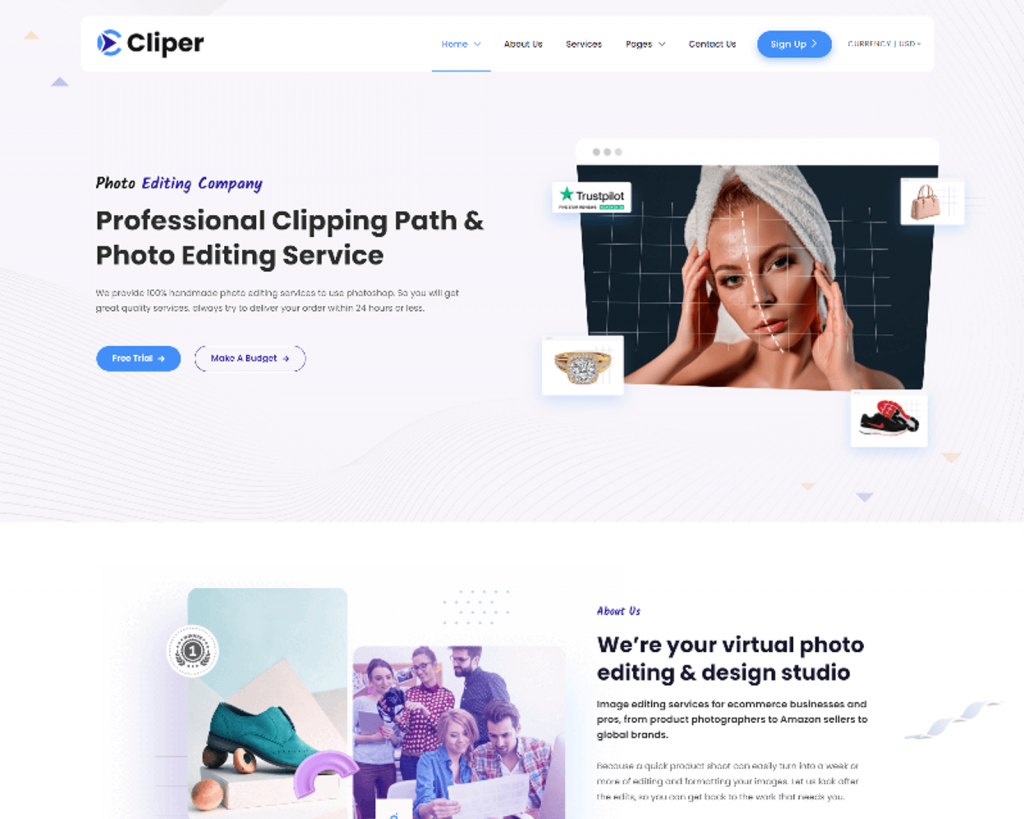 Cliper
Home
About Us
Services
Pages
Contact Us
Sign Up
CURRENCY | USD
Photo Editing Company
Professional Clipping Path &
Photo Editing Service
We provide 100% handmade photo editing services to use photoshop. So you will get
great quality services. always try to deliver your order within 24 hours or less.
Free Trial →
Make A Budget →
Trustpilot
FIVE STAR REVIEWS
1
About Us
We're your virtual photo
editing & design studio
Image editing services for ecommerce businesses and
pros, from product photographers to Amazon sellers to
global brands.
Because a quick product shoot can easily turn into a week or
more of editing and formatting your images. Let us look after
the edits, so you can get back to the work that needs you.